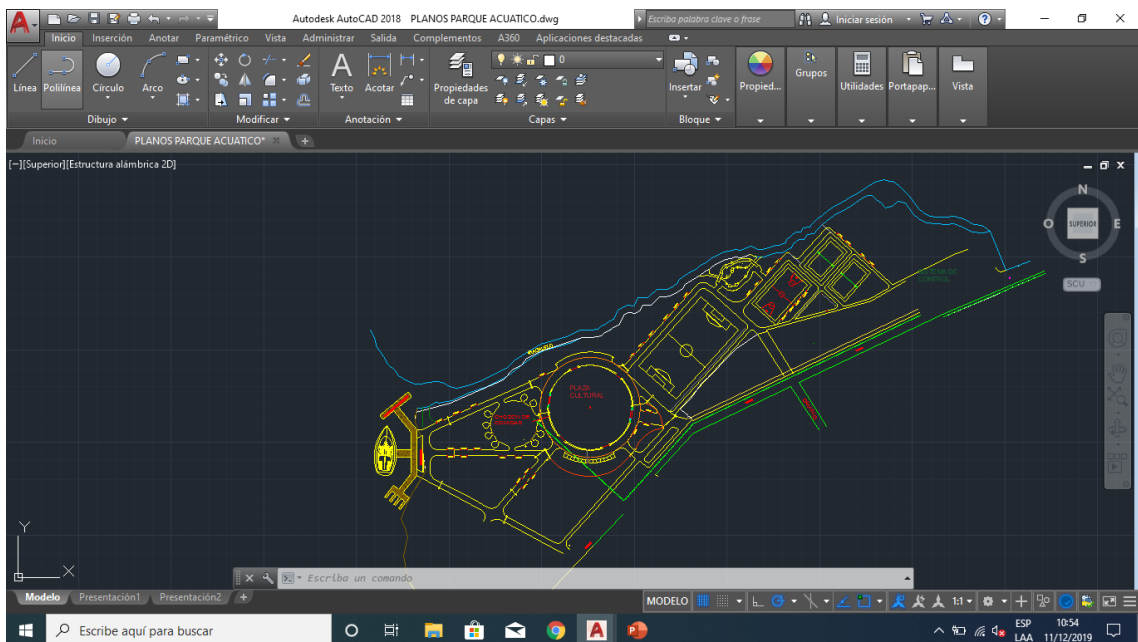 Autodesk AutoCAD 2018 PLANOS PARQUE ACUATICO.dwg
Escriba palabra clave o frase
Iniciar sesión
Inicio Inserción Anotar Paramétrico Vista Administrar Salida Complementos A360 Aplicaciones destacadas
Línea Polilínea Círculo Arco
Texto Acotar
Propiedades de capa
0
Insertar
Propied...
Grupos
Utilidades
Portapap...
Vista
Dibujo Modificar Anotación Capas Bloque
Inicio PLANOS PARQUE ACUATICO*
[−][Superior][Estructura alámbrica 2D]
N
O SUPERIOR E
S
SCU
PLAZA
CULTURAL
Y
X
Escriba un comando
Modelo Presentación1 Presentación2 +
MODELO
1:1
Escribe aquí para buscar
ESP
LAA
10:54
11/12/2019